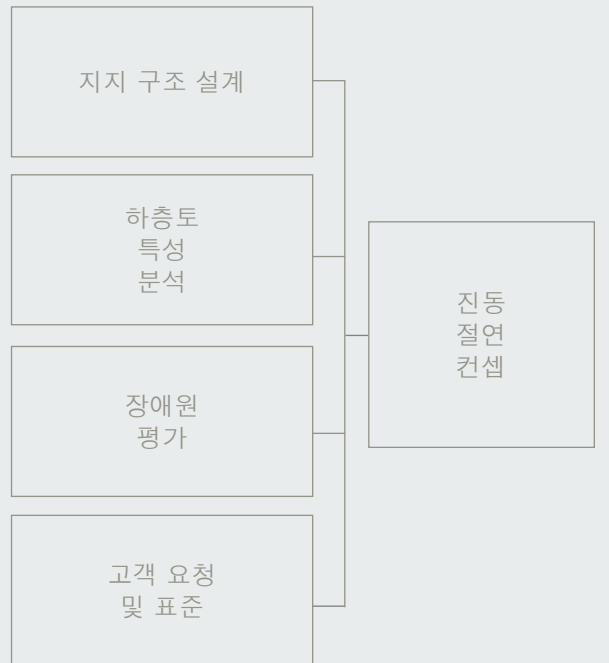 지지 구조 설계
하층토
특성
분석
장애원
평가
고객 요청
및 표준
진동
절연
컨셉